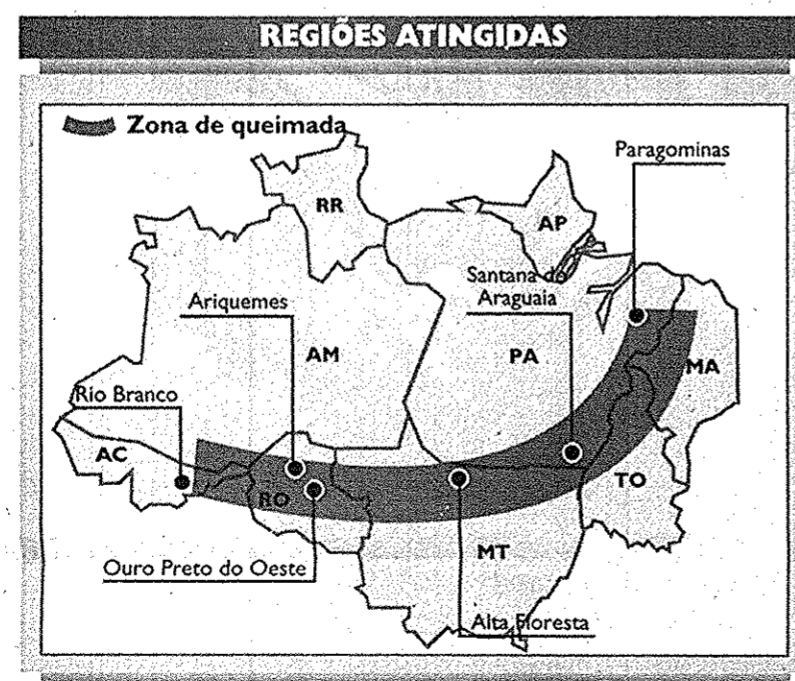 REGIÕES ATINGIDAS
Zona de queimada
Paragominas
RR
AP
Santana do
Araguaia
Ariquemes
AM
PA
MA
Rio Branco
AC
RO
TO
MT
Ouro Preto do Oeste
Alta Floresta